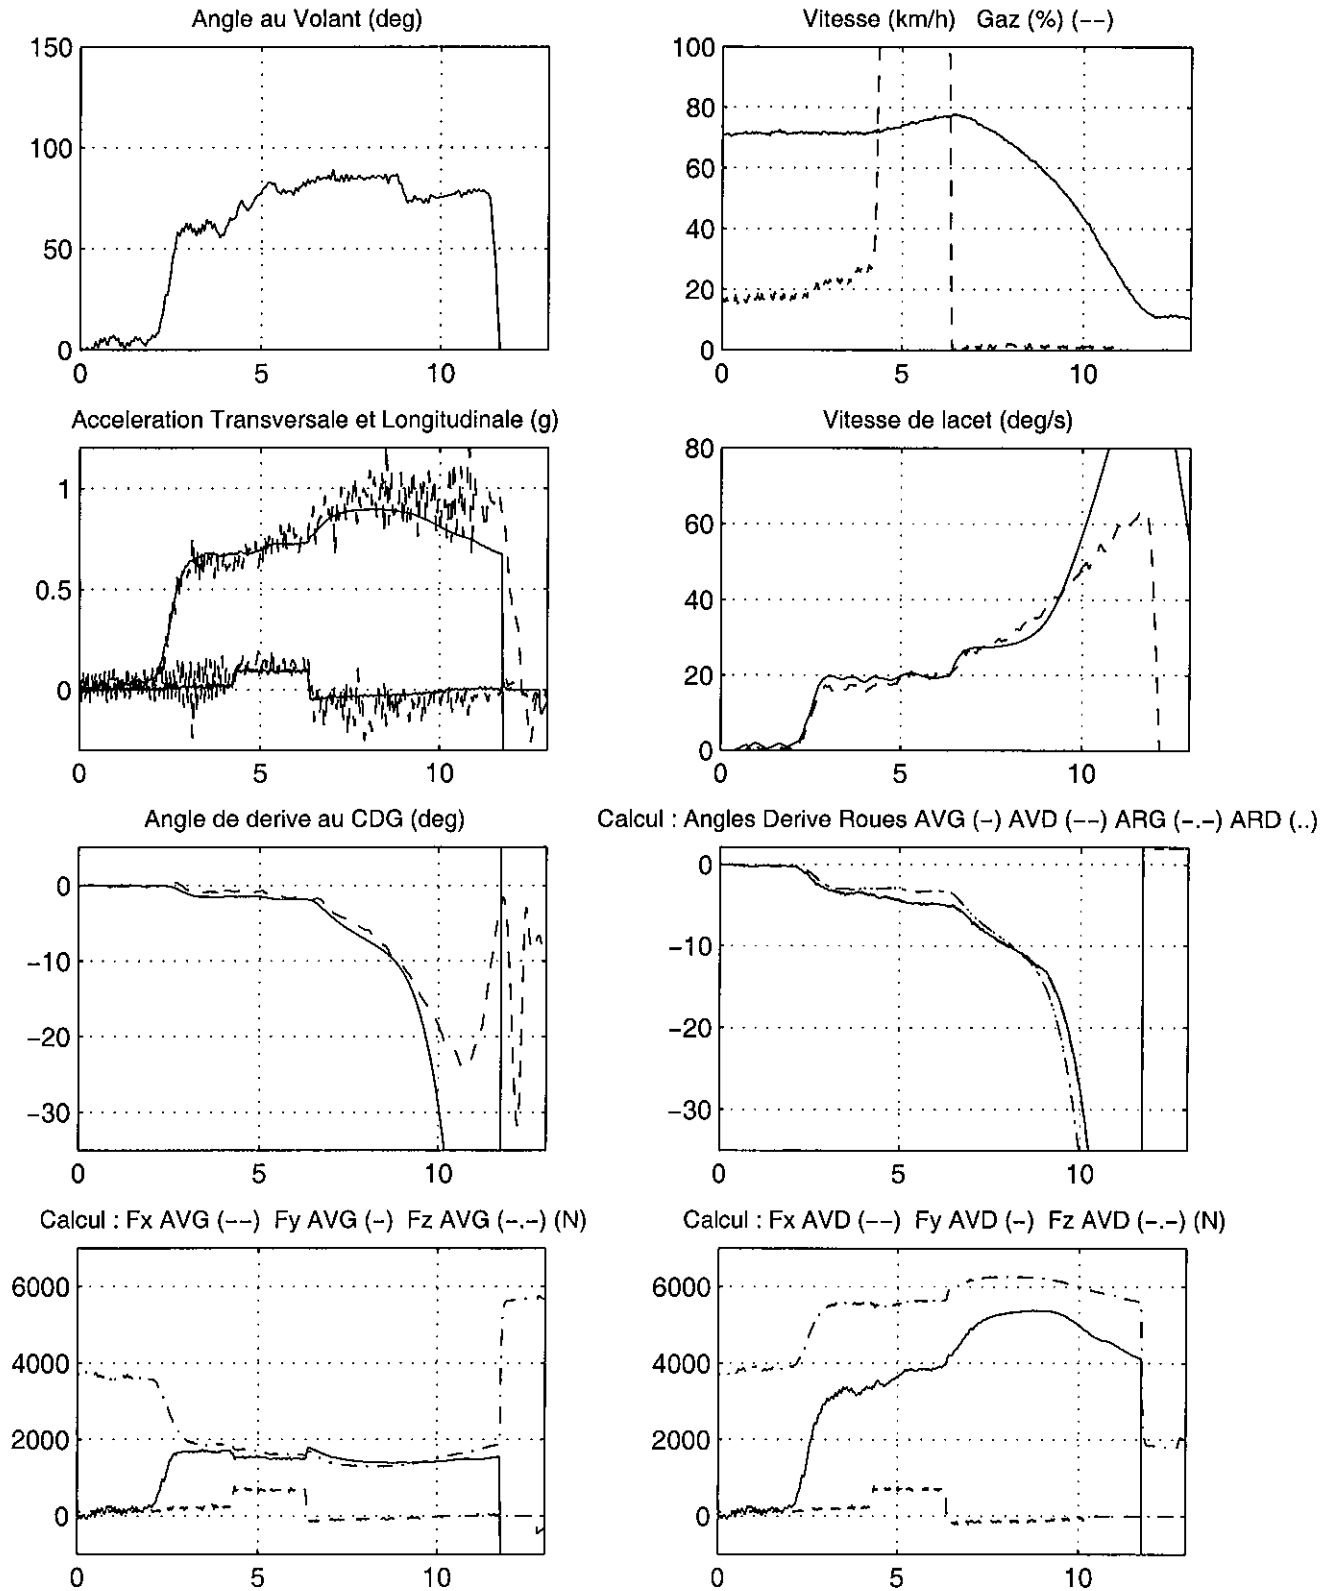 Angle au Volant (deg)
Vitesse (km/h) Gaz (%) (−−)
150
100
50
0
0 5 10
100
80
60
40
20
0
0 5 10
Acceleration Transversale et Longitudinale (g)
Vitesse de lacet (deg/s)
1
0.5
0
0 5 10
80
60
40
20
0
0 5 10
Angle de derive au CDG (deg)
Calcul : Angles Derive Roues AVG (−) AVD (−−) ARG (−.−) ARD (..)
0
−10
−20
−30
0 5 10
0
−10
−20
−30
0 5 10
Calcul : Fx AVG (−−) Fy AVG (−) Fz AVG (−.−) (N)
Calcul : Fx AVD (−−) Fy AVD (−) Fz AVD (−.−) (N)
6000
4000
2000
0
0 5 10
6000
4000
2000
0
0 5 10